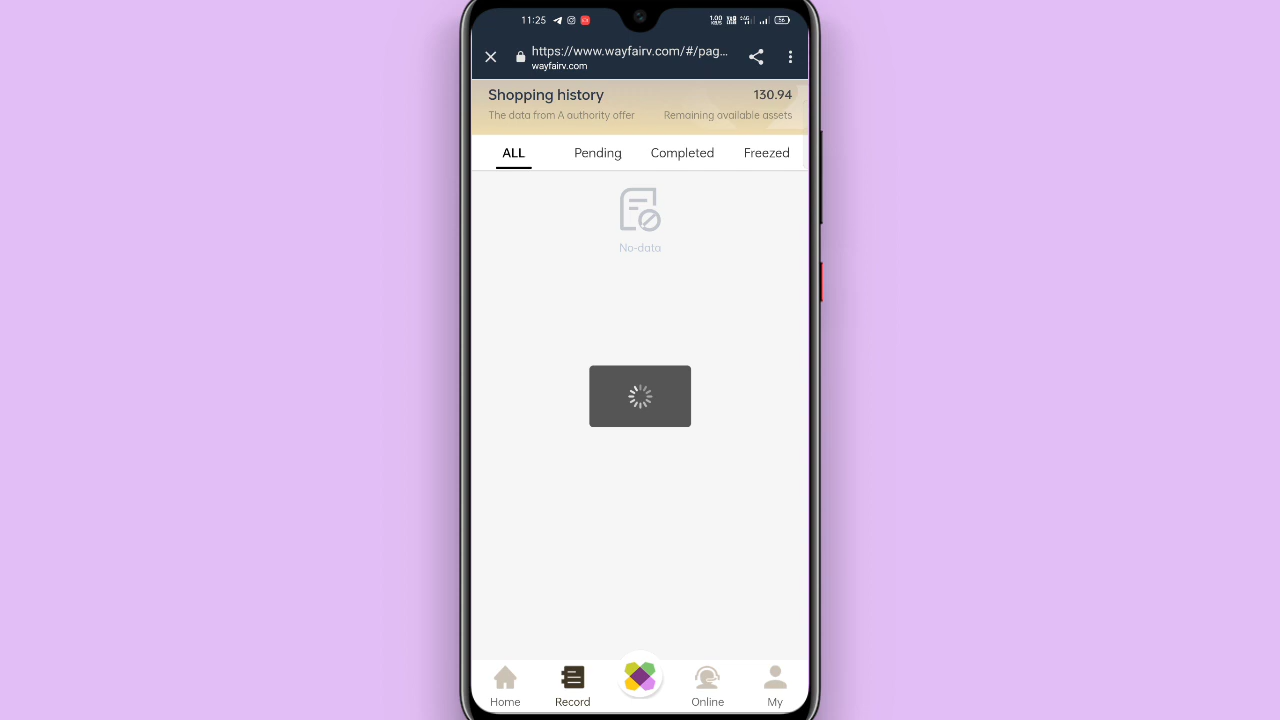 11:25
56
https://www.wayfairv.com/#/pag...
wayfairv.com
Shopping history 130.94
The data from A authority offer Remaining available assets
ALL Pending Completed Freezed
No-data
Home Record Online My